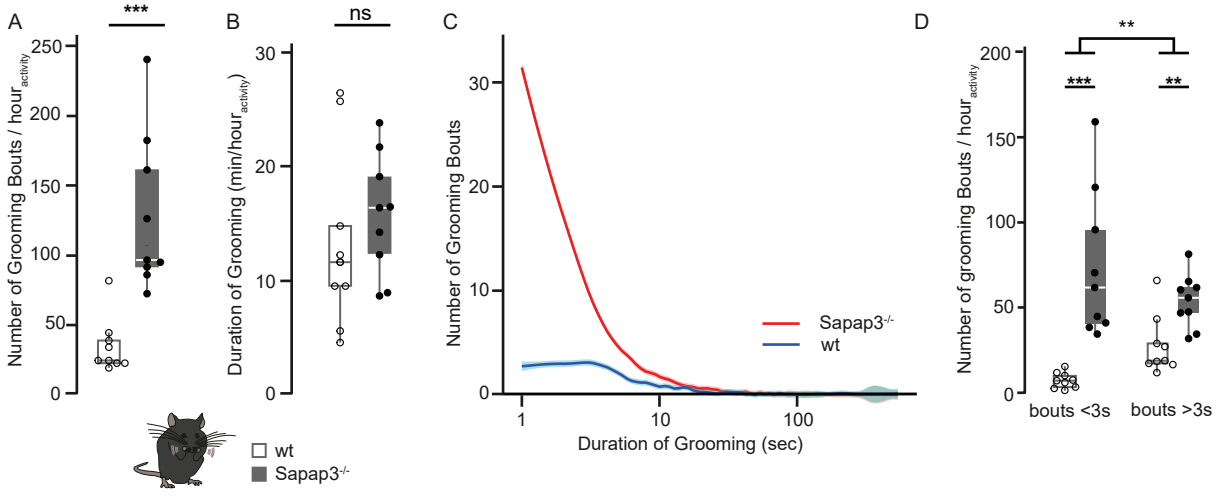 A
***
Number of Grooming Bouts / hour activity
250
200
150
100
50
0
B
ns
Duration of Grooming (min/hour activity)
30
20
10
0
C
Number of Grooming Bouts
30
20
10
0
Sapap3-/-
wt
1
10
100
Duration of Grooming (sec)
D
**
***
**
Number of grooming Bouts / hour activity
200
150
100
50
0
bouts <3s
bouts >3s
wt
Sapap3-/-